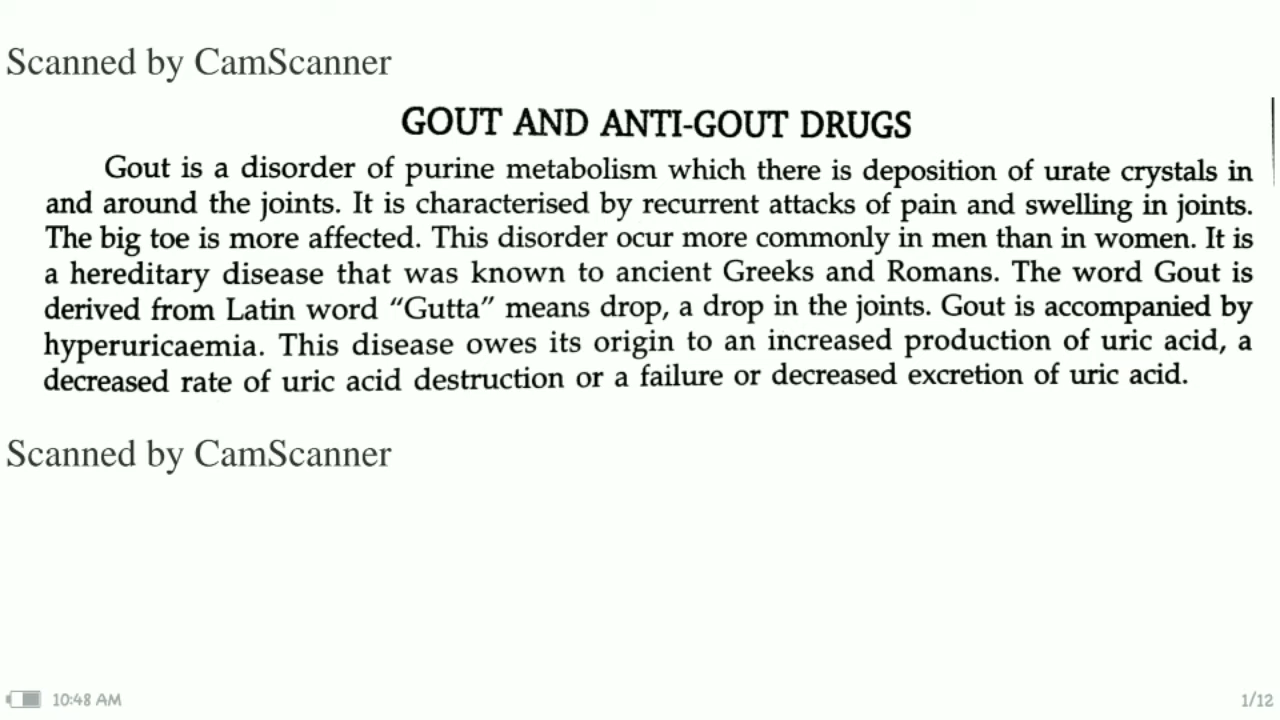 Scanned by CamScanner
GOUT AND ANTI-GOUT DRUGS
Gout is a disorder of purine metabolism which there is deposition of urate crystals in
and around the joints. It is characterised by recurrent attacks of pain and swelling in joints.
The big toe is more affected. This disorder ocur more commonly in men than in women. It is
a hereditary disease that was known to ancient Greeks and Romans. The word Gout is
derived from Latin word “Gutta” means drop, a drop in the joints. Gout is accompanied by
hyperuricaemia. This disease owes its origin to an increased production of uric acid, a
decreased rate of uric acid destruction or a failure or decreased excretion of uric acid.
Scanned by CamScanner
10:48 AM
1/12